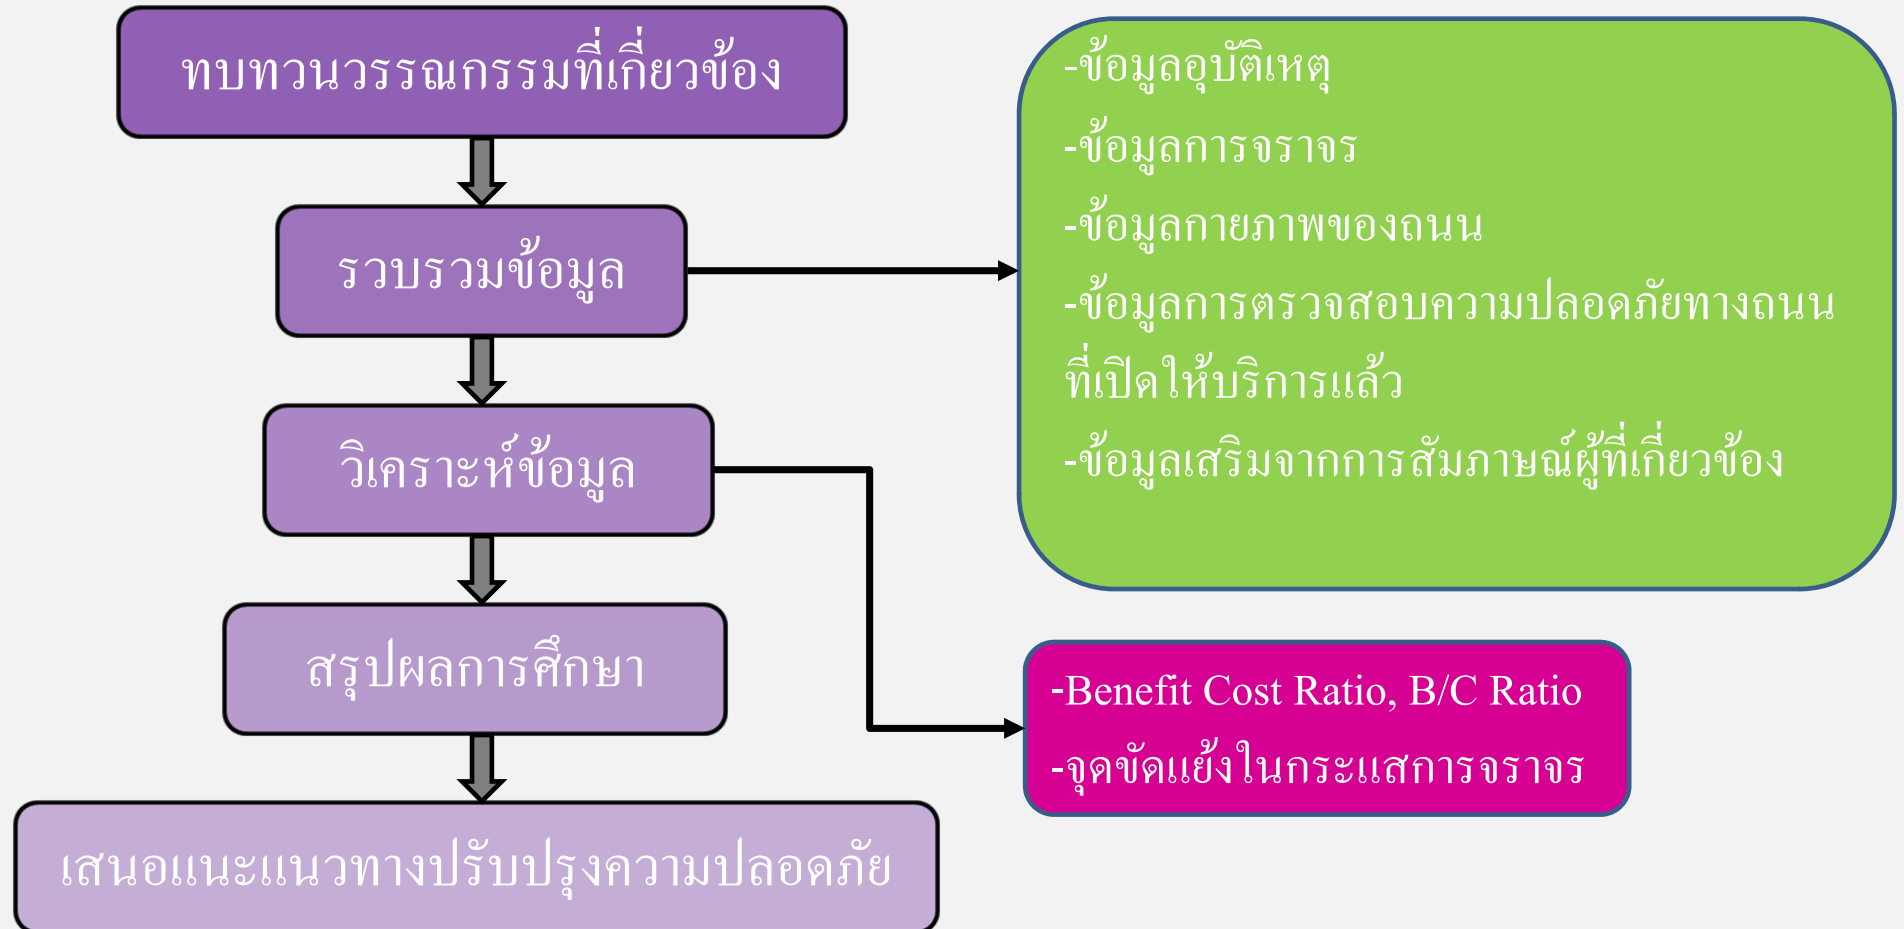 ทบทวนวรรณกรรมที่เกี่ยวข้อง
รวบรวมข้อมูล
วิเคราะห์ข้อมูล
สรุปผลการศึกษา
เสนอแนะแนวทางปรับปรุงความปลอดภัย
-ข้อมูลอุบัติเหตุ
-ข้อมูลการจราจร
-ข้อมูลกายภาพของถนน
-ข้อมูลการตรวจสอบความปลอดภัยทางถนน
ที่เปิดให้บริการแล้ว
-ข้อมูลเสริมจากการสัมภาษณ์ผู้ที่เกี่ยวข้อง
-Benefit Cost Ratio, B/C Ratio
-จุดขัดแย้งในกระแสการจราจร